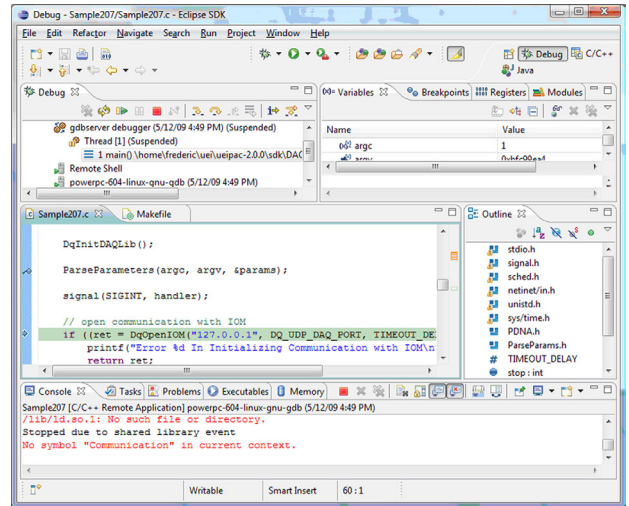 Debug - Sample207/Sample207.c - Eclipse SDK
File Edit Refactor Navigate Search Run Project Window Help
Debug C/C++
Java
Debug
Variables Breakpoints Registers Modules
gdbserver debugger (5/12/09 4:49 PM) (Suspended)
Thread [1] (Suspended)
1 main() \home\frederic\uei\ueipac-2.0.0\sdk\DAQ
Remote Shell
powerpc-604-linux-gnu-gdb (5/12/09 4:49 PM)
Name Value
argc 1
argv 0xbfc99ea4
Sample207.c Makefile
Outline
DqInitDAQLib();
ParseParameters(argc, argv, &params);
signal(SIGINT, handler);
// open communication with IOM
if ((ret = DqOpenIOM("127.0.0.1", DQ_UDP_DAQ_PORT, TIMEOUT_DE
printf("Error %d In Initializing Communication with IOM\n
return ret;
stdio.h
signal.h
sched.h
netinet/in.h
unistd.h
sys/time.h
PDNA.h
ParseParams.h
# TIMEOUT_DELAY
stop : int
Console Tasks Problems Executables Memory
Sample207 [C/C++ Remote Application] powerpc-604-linux-gnu-gdb (5/12/09 4:49 PM)
/lib/ld.so.1: No such file or directory.
Stopped due to shared library event
No symbol "Communication" in current context.
Writable Smart Insert 60 : 1